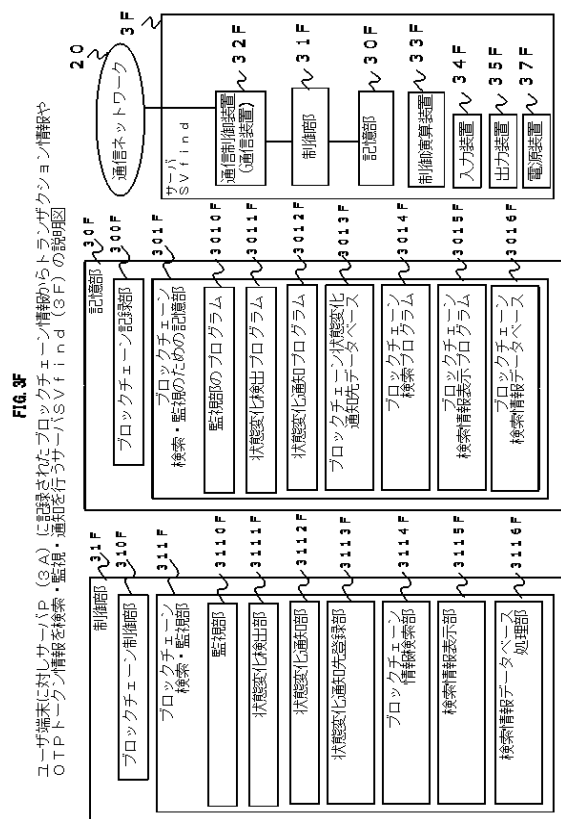 FIG.3F
ユーザ端末に対しサーバP(3A)に記録されたブロックチェーン情報からトランザクション情報や
OTPトークン情報を検索・監視・通知を行うサーバSVfind(3F)の説明図
31F
制御部
310F
ブロックチェーン制御部
311F
ブロックチェーン
検索・監視部
3110F
監視部
3111F
状態変化検出部
3112F
状態変化通知部
3113F
状態変化通知先登録部
3114F
ブロックチェーン
情報検索部
3115F
検索情報表示部
3116F
検索情報データベース
処理部
30F
記憶部
300F
ブロックチェーン記録部
301F
ブロックチェーン
検索・監視のための記憶部
3010F
監視部のプログラム
3011F
状態変化検出プログラム
3012F
状態変化通知プログラム
3013F
ブロックチェーン状態変化
通知先データベース
3014F
ブロックチェーン
検索プログラム
3015F
ブロックチェーン
検索情報表示プログラム
3016F
ブロックチェーン
検索情報データベース
20
通信ネットワーク
3F
サーバ
SVfind
32F
通信制御装置
(通信装置)
31F
制御部
30F
記憶部
33F
制御演算装置
34F
入力装置
35F
出力装置
37F
電源装置